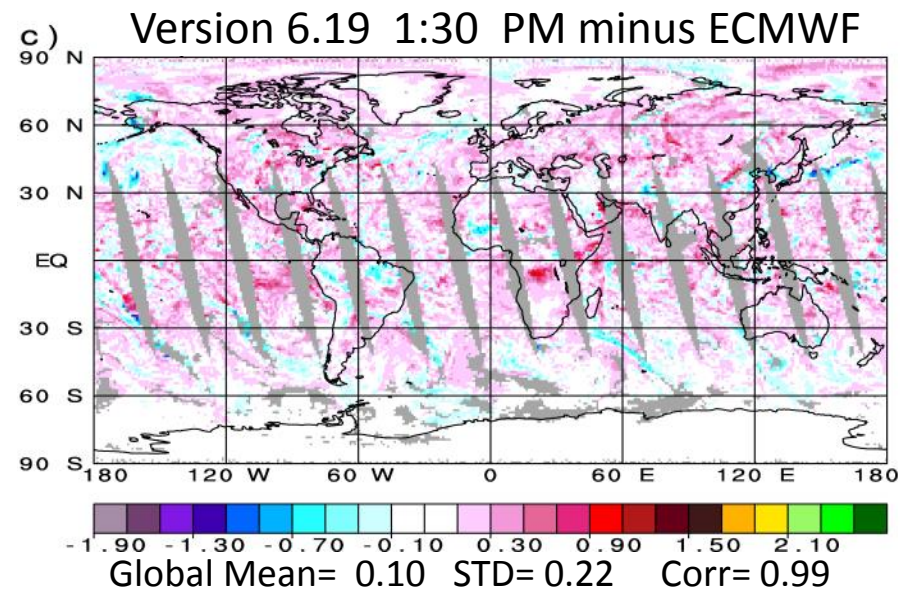 c) Version 6.19 1:30 PM minus ECMWF
90 N
60 N
30 N
EQ
30 S
60 S
90 S
180 120 W 60 W 0 60 E 120 E 180
-1.90 -1.30 -0.70 -0.10 0.30 0.90 1.50 2.10
Global Mean= 0.10 STD= 0.22 Corr= 0.99